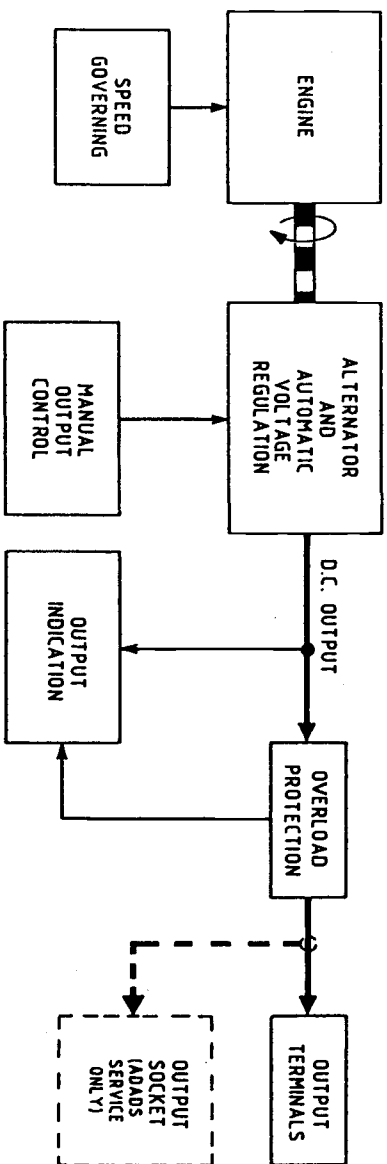 ENGINE
SPEED
GOVERNING
ALTERNATOR
AND
AUTOMATIC
VOLTAGE
REGULATION
MANUAL
OUTPUT
CONTROL
D.C. OUTPUT
OUTPUT
INDICATION
OVERLOAD
PROTECTION
OUTPUT
TERMINALS
OUTPUT
SOCKET
(ADADS
SERVICE
ONLY)